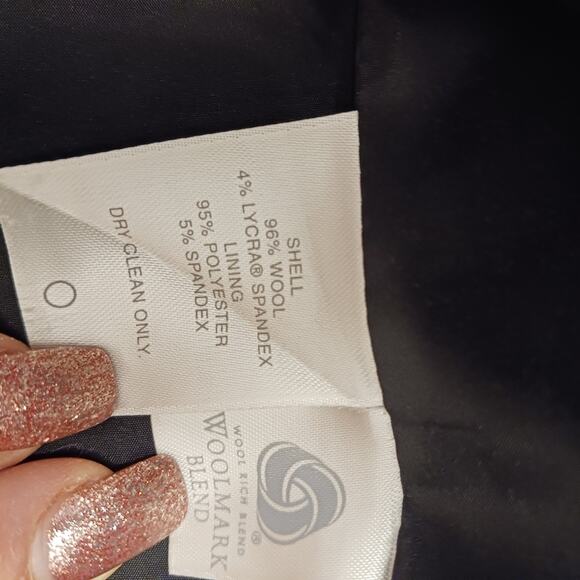 SHELL
96% WOOL
4% LYCRA® SPANDEX
LINING
95% POLYESTER
5% SPANDEX
DRY CLEAN ONLY.
®
WOOL RICH BLEND
WOOLMARK
BLEND